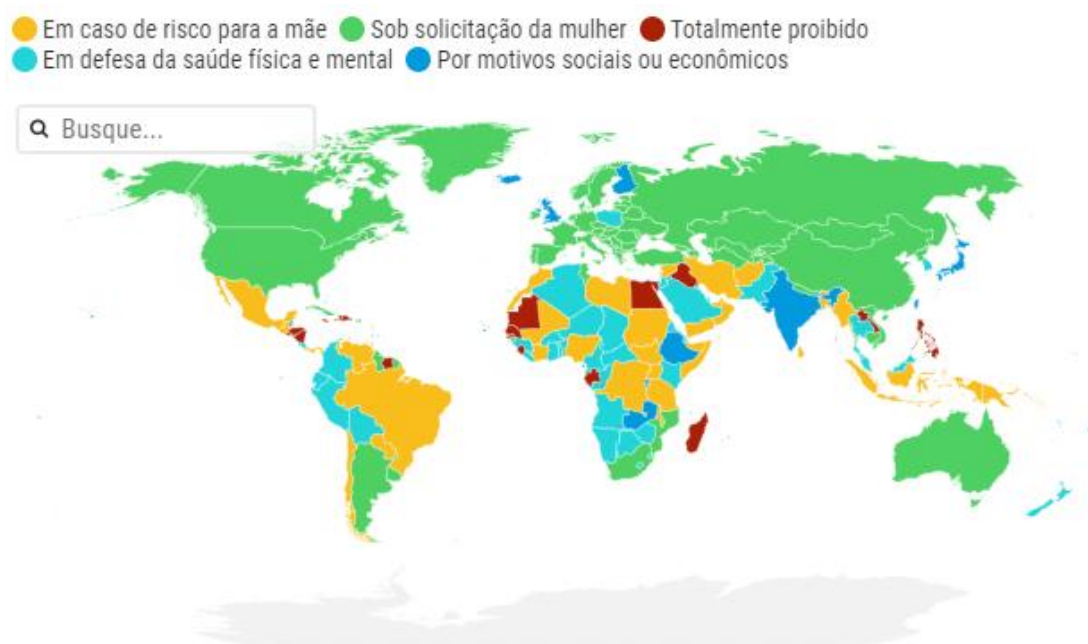 Em caso de risco para a mãe Sob solicitação da mulher Totalmente proibido
Em defesa da saúde física e mental Por motivos sociais ou econômicos
Busque...